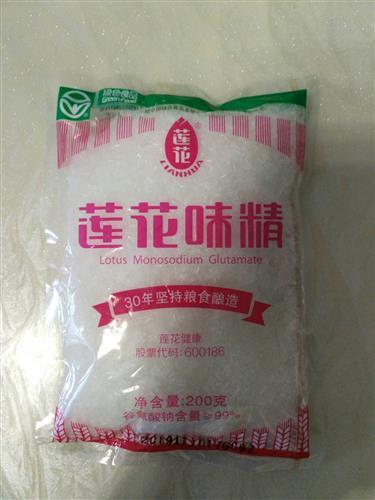 绿色食品
GreenFood
莲花
LIANHUA
莲花味精
Lotus Monosodium Glutamate
30年坚持粮食酿造
莲花健康
股票代码:600186
净含量:200克
谷氨酸钠含量≥99%